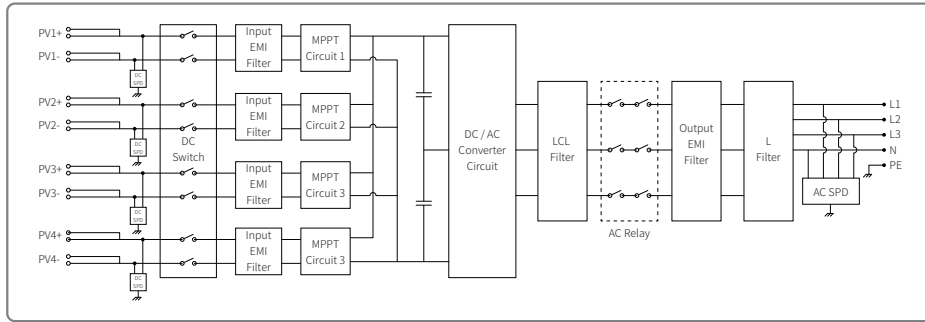 PV1+
PV1-
DC
SPD
Input
EMI
Filter
MPPT
Circuit 1
PV2+
PV2-
DC
SPD
Input
EMI
Filter
MPPT
Circuit 2
DC
Switch
PV3+
PV3-
DC
SPD
Input
EMI
Filter
MPPT
Circuit 3
PV4+
PV4-
DC
SPD
Input
EMI
Filter
MPPT
Circuit 3
DC / AC
Converter
Circuit
LCL
Filter
AC Relay
Output
EMI
Filter
L
Filter
L1
L2
L3
N
PE
AC SPD